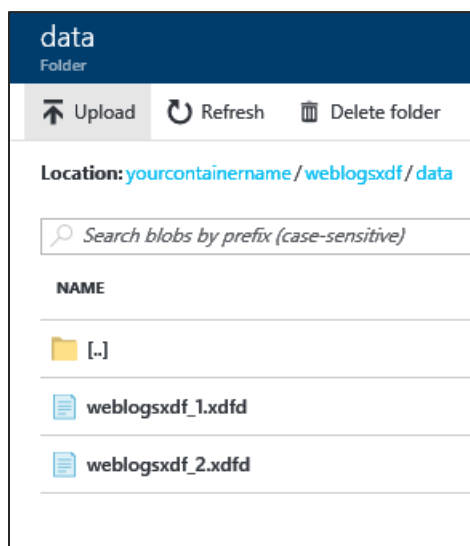 data
Folder
Upload Refresh Delete folder
Location: yourcontainername / weblogsxdf / data
Search blobs by prefix (case-sensitive)
NAME
[..]
weblogsxdf_1.xdfd
weblogsxdf_2.xdfd